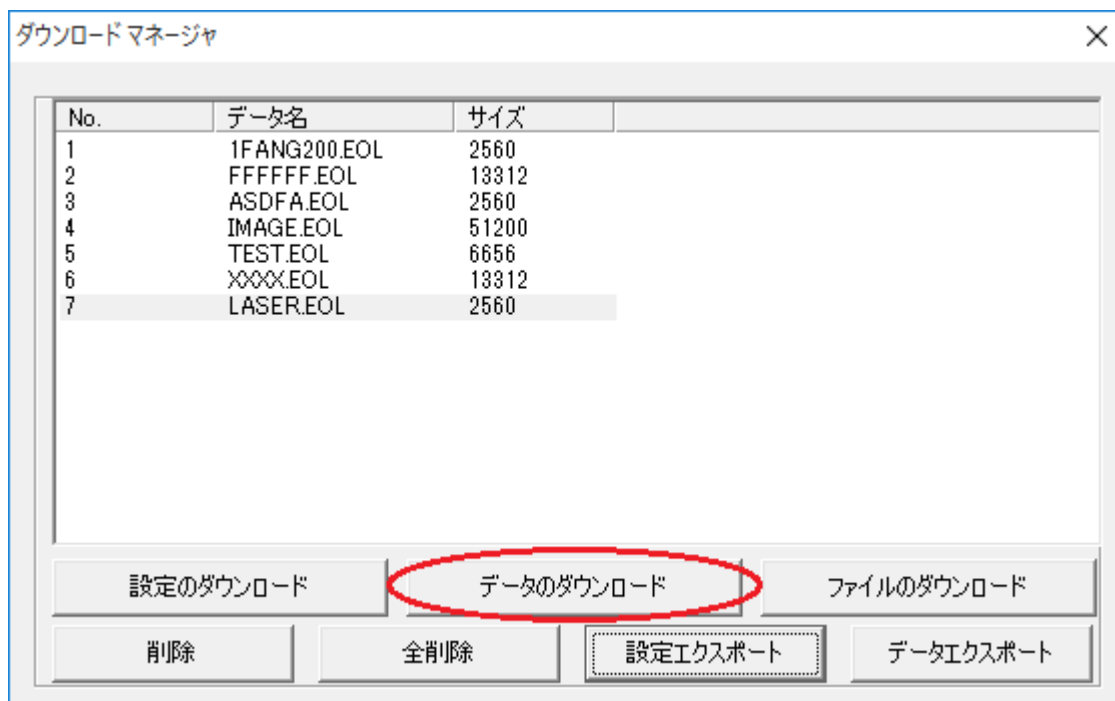 ダウンロード マネージャ
No. データ名 サイズ
1 1FANG200.EOL 2560
2 FFFFFF.EOL 13312
3 ASDFA.EOL 2560
4 IMAGE.EOL 51200
5 TEST.EOL 6656
6 XXXX.EOL 13312
7 LASER.EOL 2560
設定のダウンロード データのダウンロード ファイルのダウンロード
削除 全削除 設定エクスポート データエクスポート